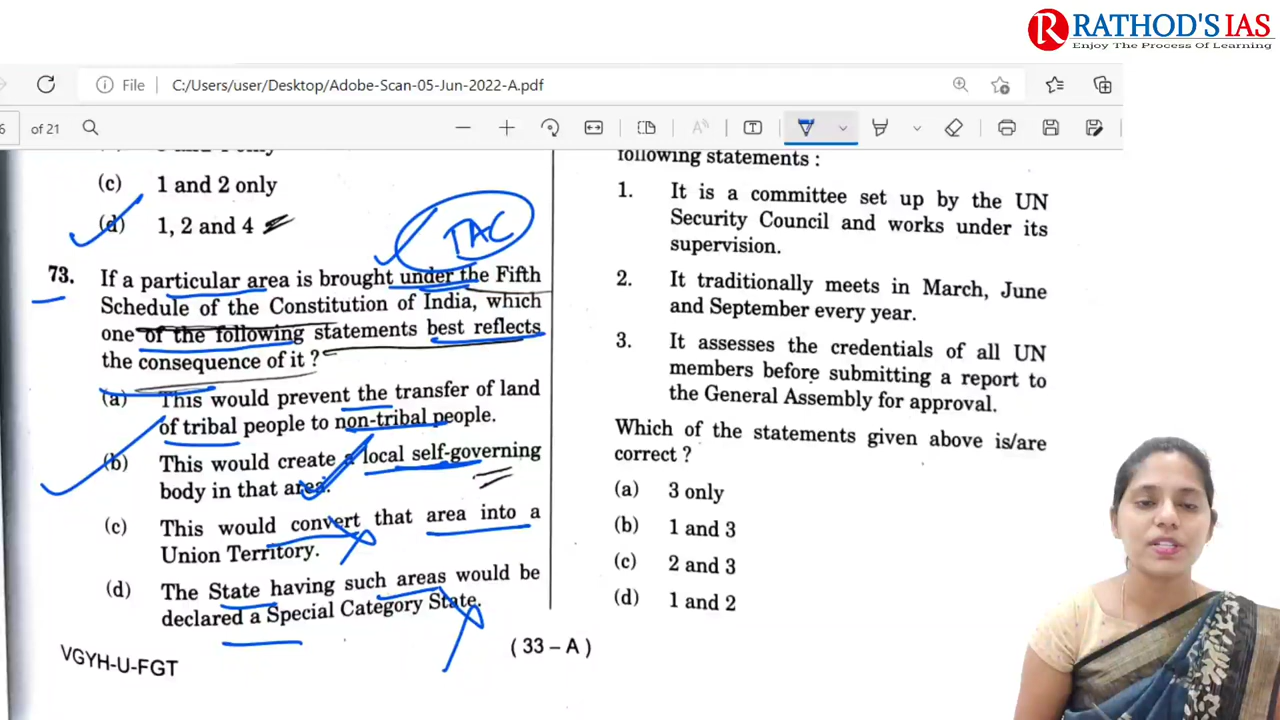 RATHOD'S IAS
Enjoy The Process Of Learning
File C:/Users/user/Desktop/Adobe-Scan-05-Jun-2022-A.pdf
6 of 21
(c) 1 and 2 only
(d) 1, 2 and 4
TAC
73. If a particular area is brought under the Fifth
Schedule of the Constitution of India, which
one of the following statements best reflects
the consequence of it ?
(a) This would prevent the transfer of land
of tribal people to non-tribal people.
(b) This would create a local self-governing
body in that area.
(c) This would convert that area into a
Union Territory.
(d) The State having such areas would be
declared a Special Category State.
VGYH-U-FGT
( 33 – A )
following statements :
1. It is a committee set up by the UN
Security Council and works under its
supervision.
2. It traditionally meets in March, June
and September every year.
3. It assesses the credentials of all UN
members before submitting a report to
the General Assembly for approval.
Which of the statements given above is/are
correct ?
(a) 3 only
(b) 1 and 3
(c) 2 and 3
(d) 1 and 2